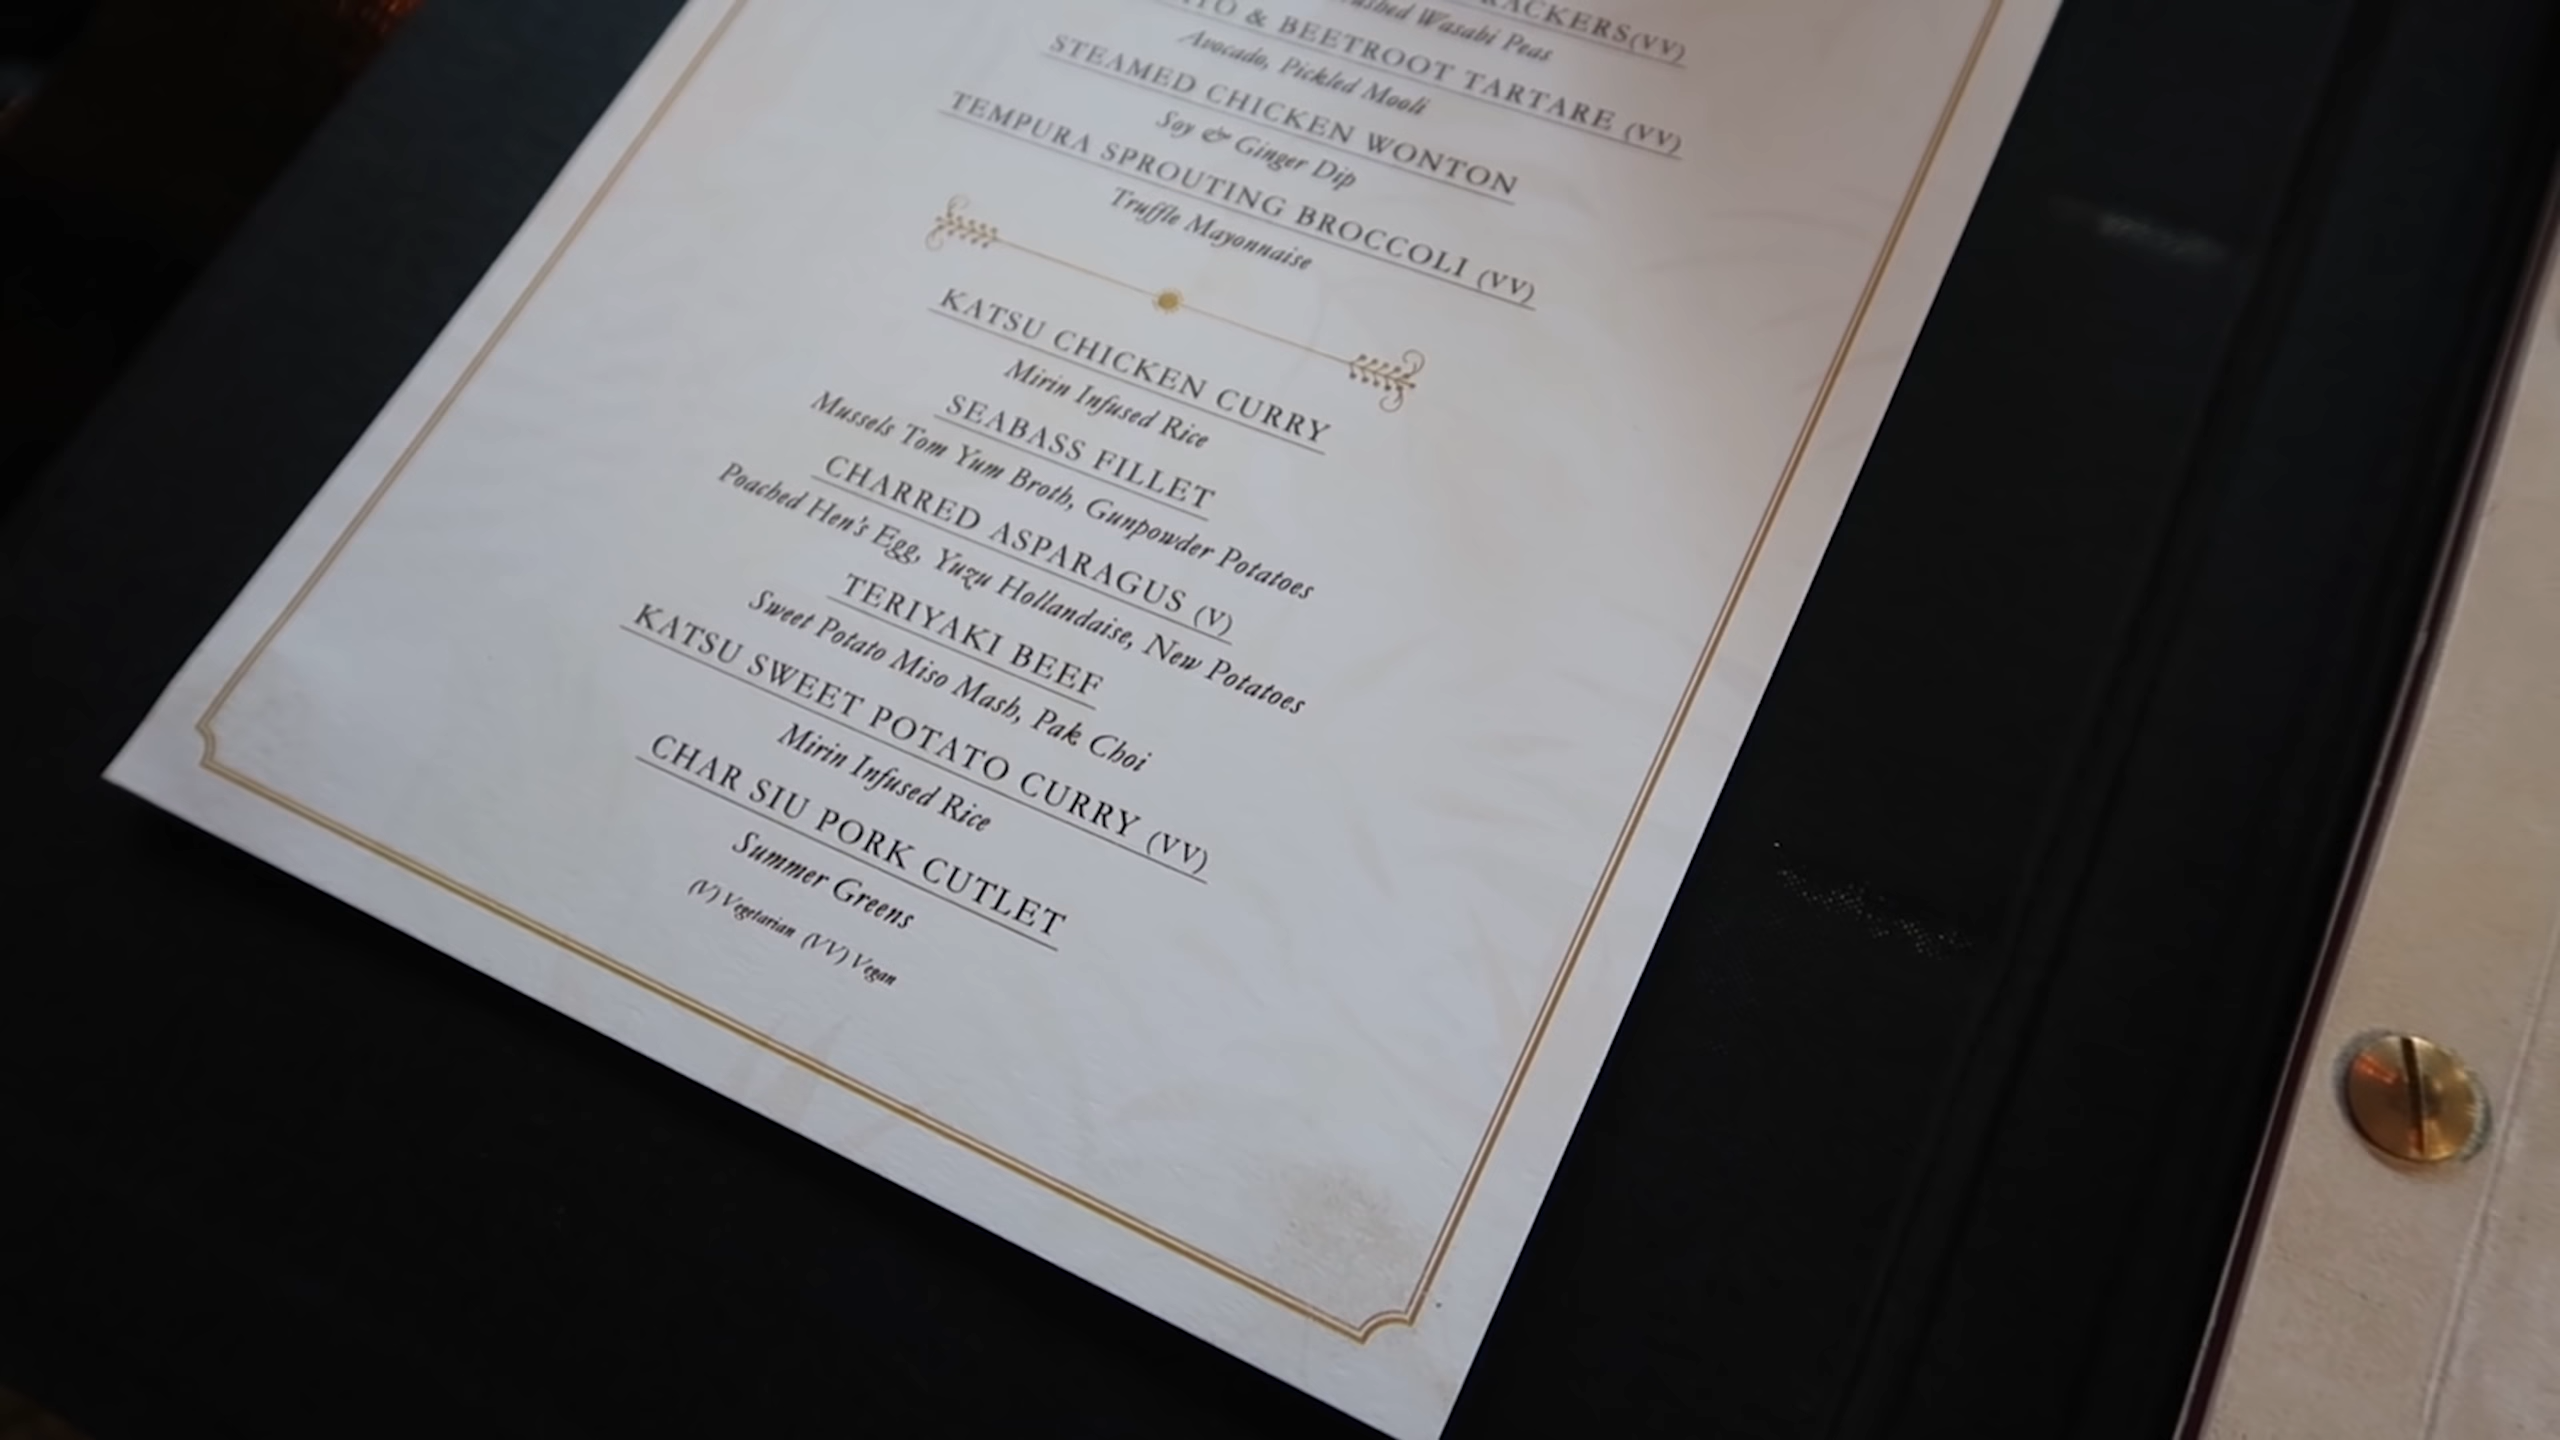 RACKERS(VV)
Wasabi Peas
& BEETROOT TARTARE (VV)
Avocado, Pickled Mooli
STEAMED CHICKEN WONTON
Soy & Ginger Dip
TEMPURA SPROUTING BROCCOLI (VV)
Truffle Mayonnaise
KATSU CHICKEN CURRY
Mirin Infused Rice
SEABASS FILLET
Mussels Tom Yum Broth, Gunpowder Potatoes
CHARRED ASPARAGUS (V)
Poached Hen's Egg, Yuzu Hollandaise, New Potatoes
TERIYAKI BEEF
Sweet Potato Miso Mash, Pak Choi
KATSU SWEET POTATO CURRY (VV)
Mirin Infused Rice
CHAR SIU PORK CUTLET
Summer Greens
(V) Vegetarian (VV) Vegan